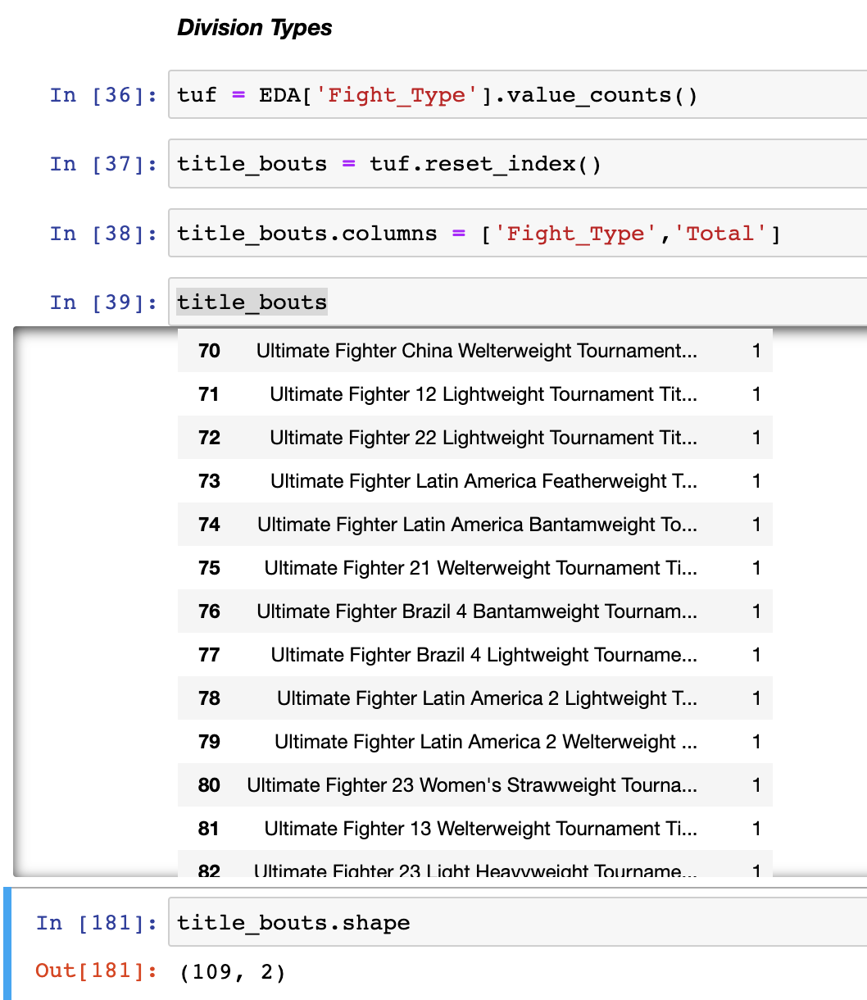 Division Types
In [36]: tuf = EDA['Fight_Type'].value_counts()
In [37]: title_bouts = tuf.reset_index()
In [38]: title_bouts.columns = ['Fight_Type','Total']
In [39]: title_bouts
70 Ultimate Fighter China Welterweight Tournament... 1
71 Ultimate Fighter 12 Lightweight Tournament Tit... 1
72 Ultimate Fighter 22 Lightweight Tournament Tit... 1
73 Ultimate Fighter Latin America Featherweight T... 1
74 Ultimate Fighter Latin America Bantamweight To... 1
75 Ultimate Fighter 21 Welterweight Tournament Ti... 1
76 Ultimate Fighter Brazil 4 Bantamweight Tournam... 1
77 Ultimate Fighter Brazil 4 Lightweight Tourname... 1
78 Ultimate Fighter Latin America 2 Lightweight T... 1
79 Ultimate Fighter Latin America 2 Welterweight ... 1
80 Ultimate Fighter 23 Women's Strawweight Tourna... 1
81 Ultimate Fighter 13 Welterweight Tournament Ti... 1
82 Ultimate Fighter 23 Light Heavyweight Tourname... 1
In [181]: title_bouts.shape
Out[181]: (109, 2)